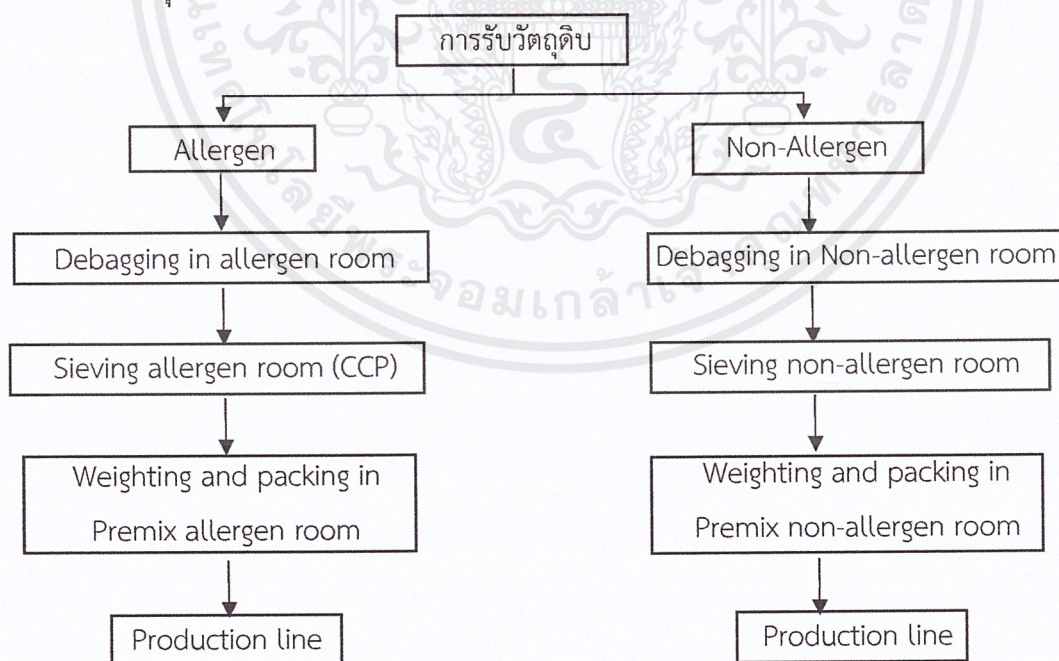 การรับวัตถุดิบ
Allergen
Non-Allergen
Debagging in allergen room
Debagging in Non-allergen room
Sieving allergen room (CCP)
Sieving non-allergen room
Weighting and packing in
Premix allergen room
Weighting and packing in
Premix non-allergen room
Production line
Production line